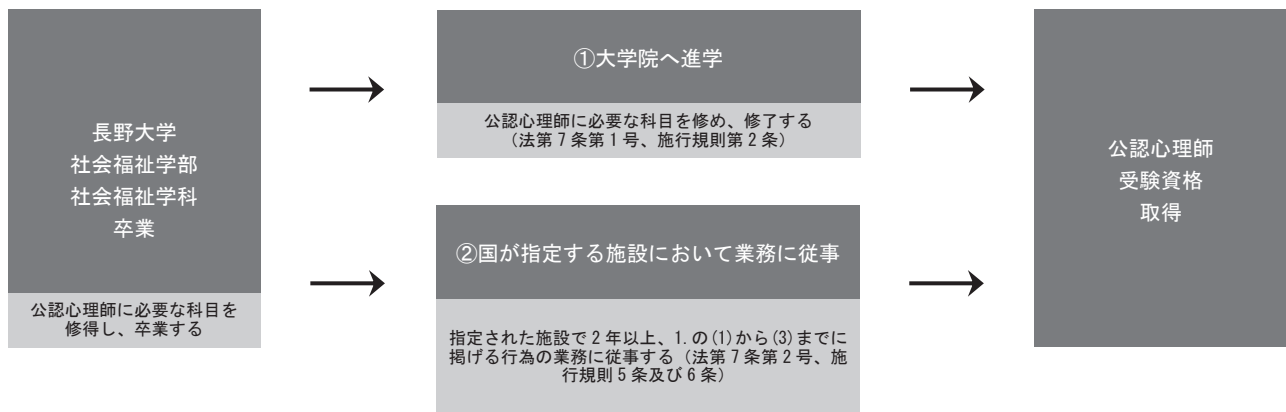 長野大学
社会福祉学部
社会福祉学科
卒業
公認心理師に必要な科目を
修得し、卒業する
→
①大学院へ進学
公認心理師に必要な科目を修め、修了する
(法第7条第1号、施行規則第2条)
→
→
②国が指定する施設において業務に従事
指定された施設で2年以上、1.の(1)から(3)までに
掲げる行為の業務に従事する(法第7条第2号、施
行規則5条及び6条)
→
公認心理師
受験資格
取得